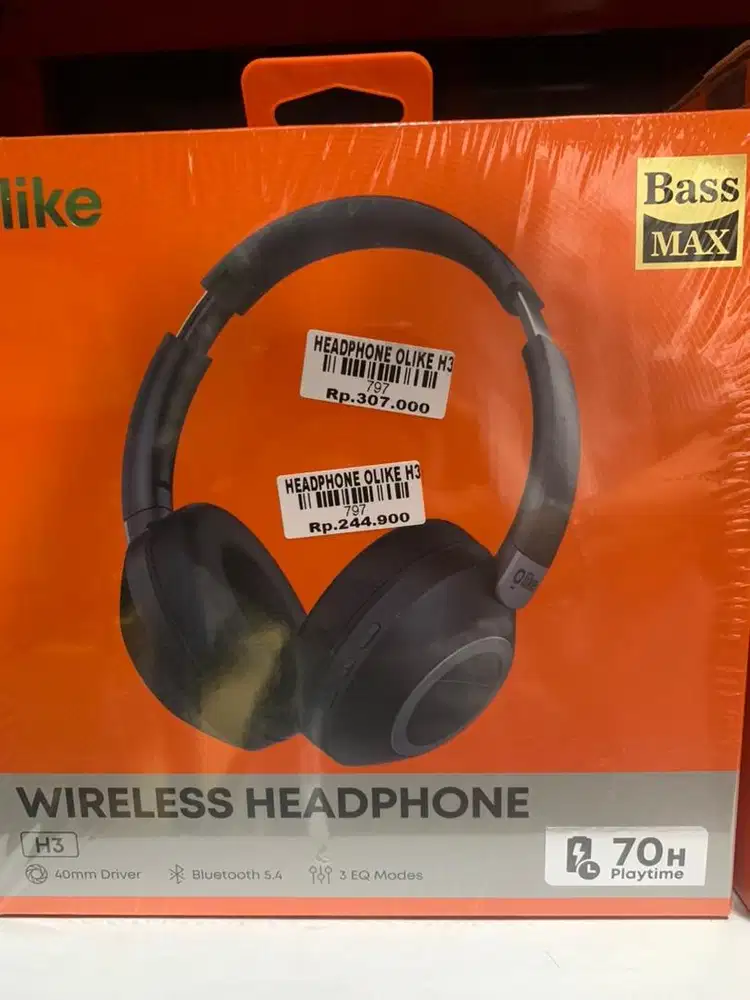 like
Bass
MAX
HEADPHONE OLIKE H3
797
Rp.307.000
HEADPHONE OLIKE H3
797
Rp.244.900
Olike
WIRELESS HEADPHONE
H3
70H
Playtime
40mm Driver
Bluetooth 5.4
3 EQ Modes